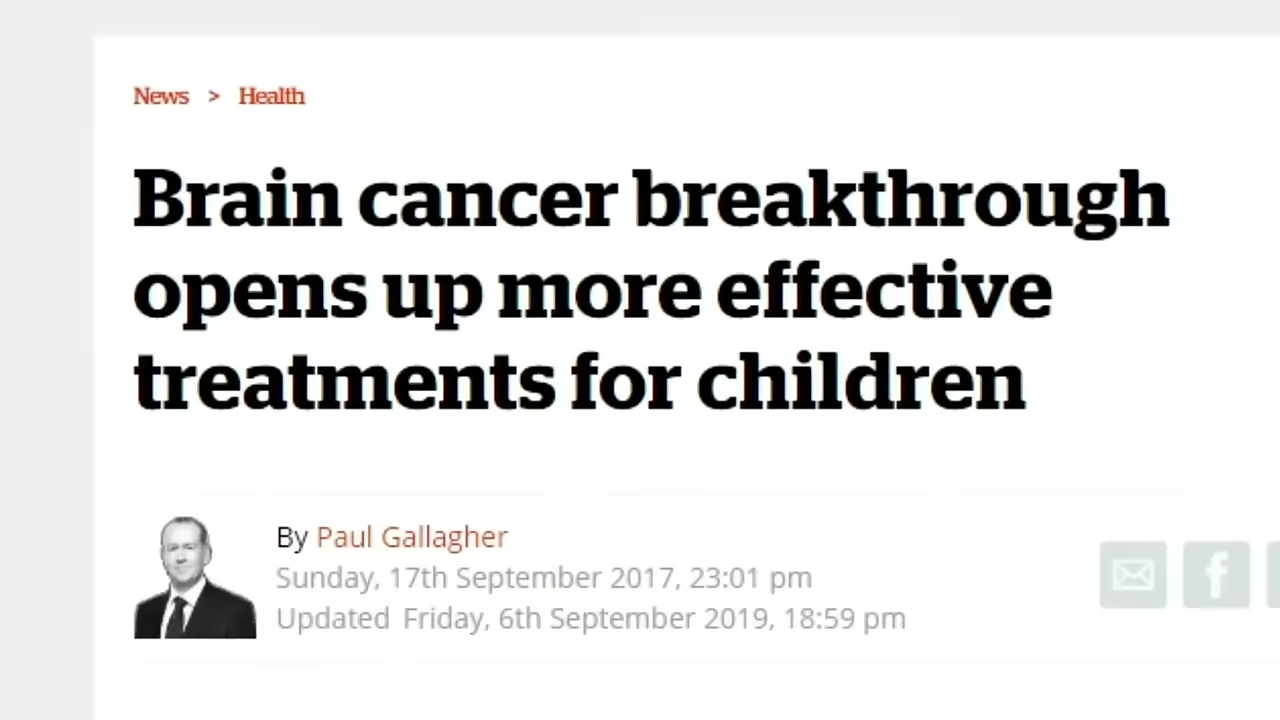 News > Health
Brain cancer breakthrough
opens up more effective
treatments for children
By Paul Gallagher
Sunday, 17th September 2017, 23:01 pm
Updated Friday, 6th September 2019, 18:59 pm